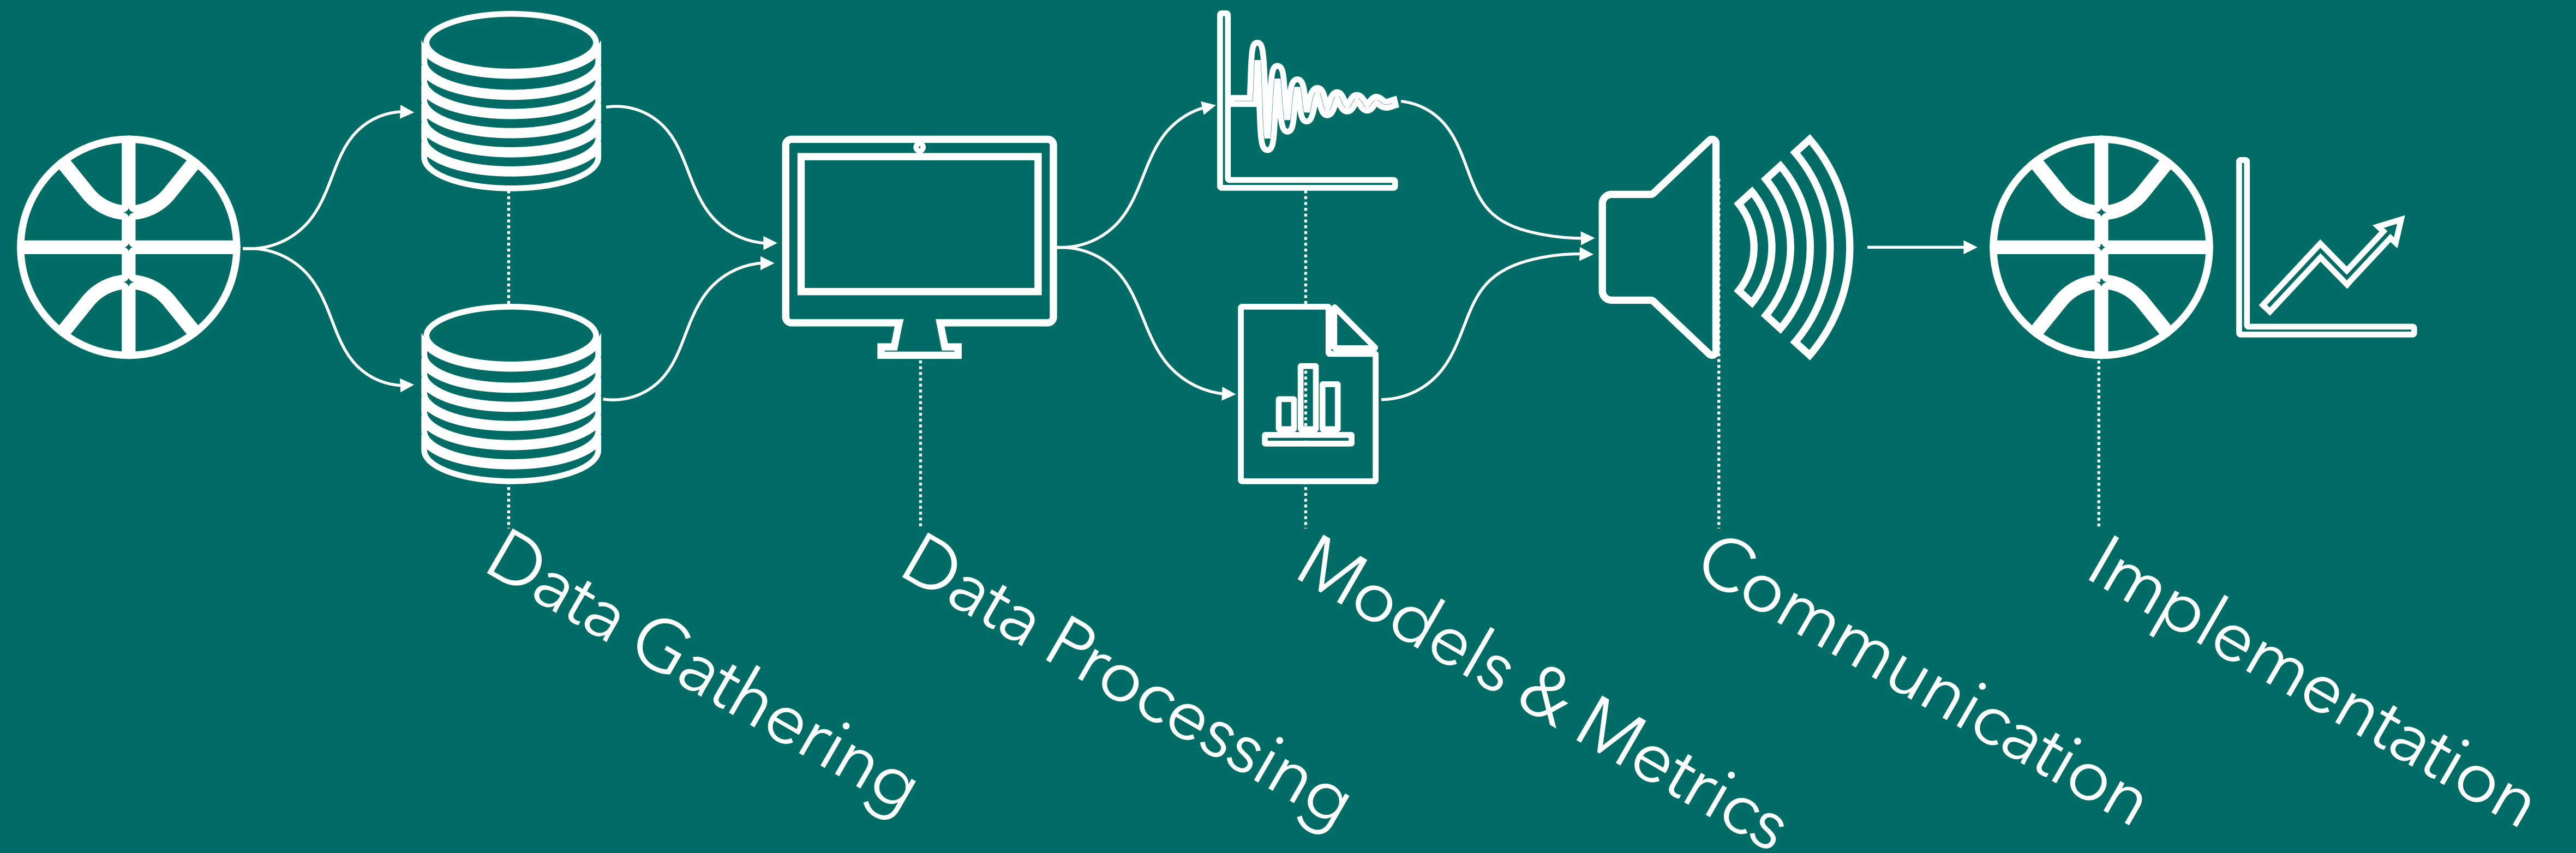 Data Gathering
Data Processing
Models & Metrics
Communication
Implementation